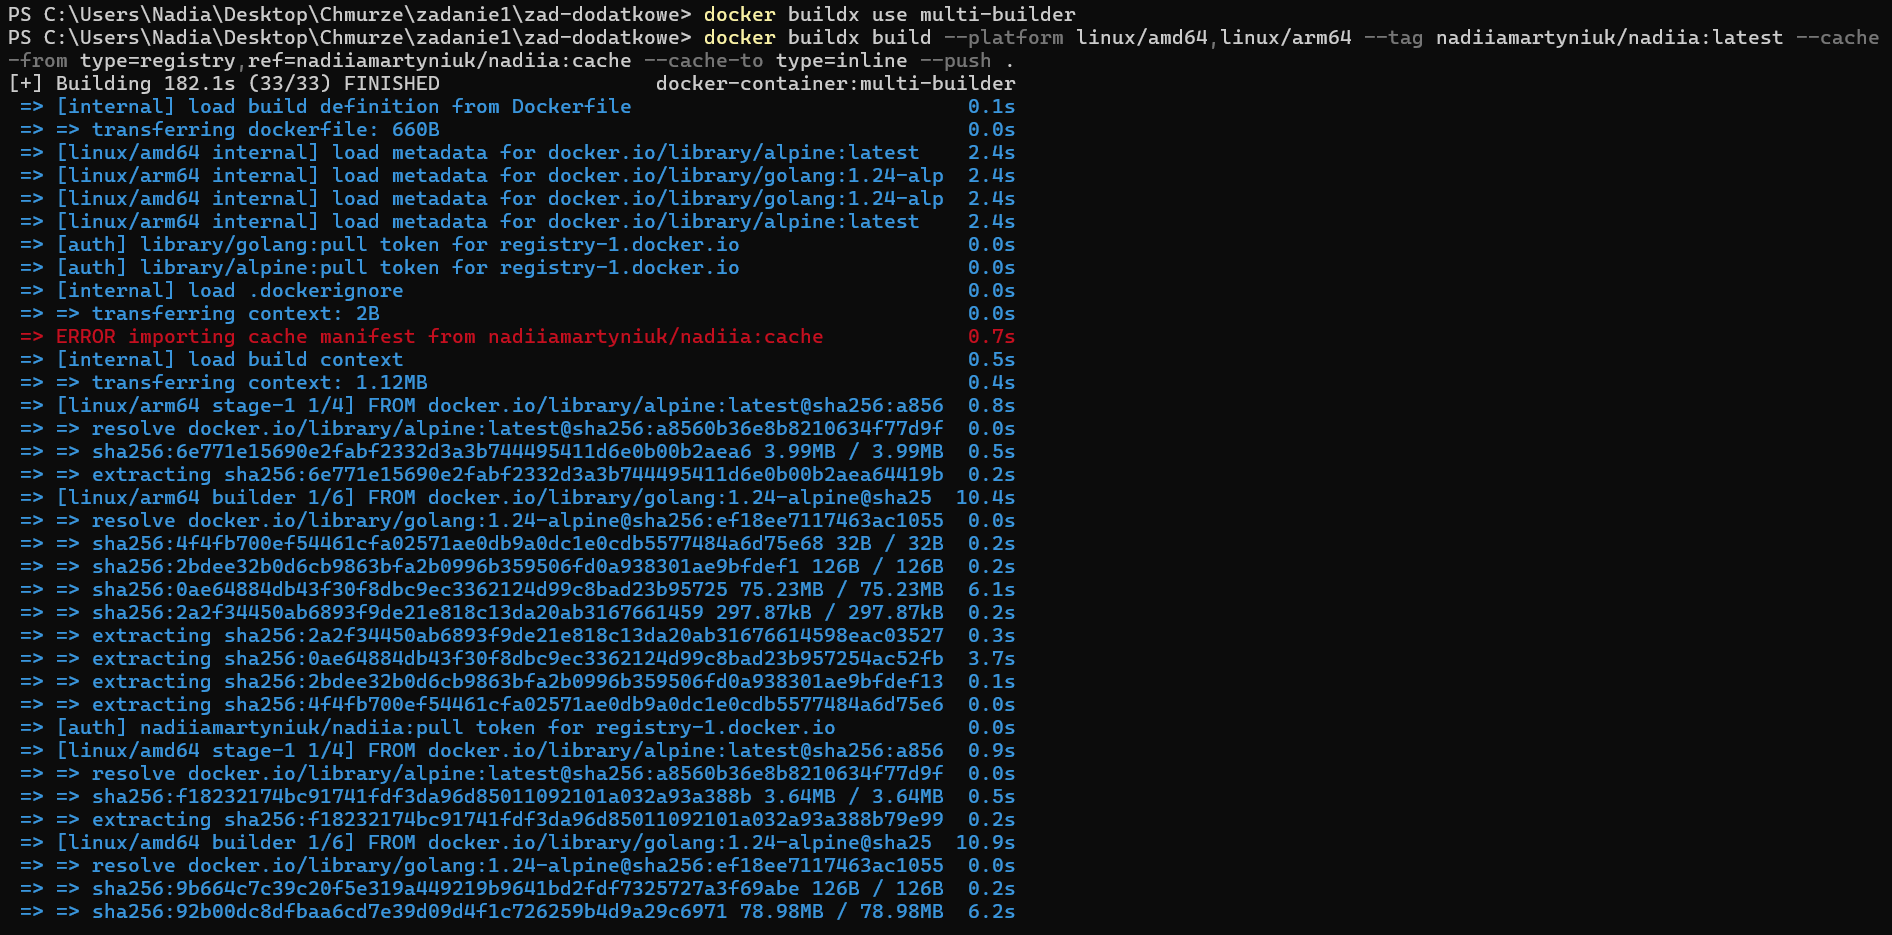 PS C:\Users\Nadia\Desktop\Chmurze\zadanie1\zad-dodatkowe> docker buildx use multi-builder
PS C:\Users\Nadia\Desktop\Chmurze\zadanie1\zad-dodatkowe> docker buildx build --platform linux/amd64,linux/arm64 --tag nadiiamartyniuk/nadiia:latest --cache
-from type=registry,ref=nadiiamartyniuk/nadiia:cache --cache-to type=inline --push .
[+] Building 182.1s (33/33) FINISHED docker-container:multi-builder
=> [internal] load build definition from Dockerfile 0.1s
=> => transferring dockerfile: 660B 0.0s
=> [linux/amd64 internal] load metadata for docker.io/library/alpine:latest 2.4s
=> [linux/arm64 internal] load metadata for docker.io/library/golang:1.24-alp 2.4s
=> [linux/amd64 internal] load metadata for docker.io/library/golang:1.24-alp 2.4s
=> [linux/arm64 internal] load metadata for docker.io/library/alpine:latest 2.4s
=> [auth] library/golang:pull token for registry-1.docker.io 0.0s
=> [auth] library/alpine:pull token for registry-1.docker.io 0.0s
=> [internal] load .dockerignore 0.0s
=> => transferring context: 2B 0.0s
=> ERROR importing cache manifest from nadiiamartyniuk/nadiia:cache 0.7s
=> [internal] load build context 0.5s
=> => transferring context: 1.12MB 0.4s
=> [linux/arm64 stage-1 1/4] FROM docker.io/library/alpine:latest@sha256:a856 0.8s
=> => resolve docker.io/library/alpine:latest@sha256:a8560b36e8b8210634f77d9f 0.0s
=> => sha256:6e771e15690e2fabf2332d3a3b744495411d6e0b00b2aea6 3.99MB / 3.99MB 0.5s
=> => extracting sha256:6e771e15690e2fabf2332d3a3b744495411d6e0b00b2aea64419b 0.2s
=> [linux/arm64 builder 1/6] FROM docker.io/library/golang:1.24-alpine@sha25 10.4s
=> => resolve docker.io/library/golang:1.24-alpine@sha256:ef18ee7117463ac1055 0.0s
=> => sha256:4f4fb700ef54461cfa02571ae0db9a0dc1e0cdb5577484a6d75e68 32B / 32B 0.2s
=> => sha256:2bdee32b0d6cb9863bfa2b0996b359506fd0a938301ae9bfdef1 126B / 126B 0.2s
=> => sha256:0ae64884db43f30f8dbc9ec3362124d99c8bad23b95725 75.23MB / 75.23MB 6.1s
=> => sha256:2a2f34450ab6893f9de21e818c13da20ab3167661459 297.87kB / 297.87kB 0.2s
=> => extracting sha256:2a2f34450ab6893f9de21e818c13da20ab31676614598eac03527 0.3s
=> => extracting sha256:0ae64884db43f30f8dbc9ec3362124d99c8bad23b957254ac52fb 3.7s
=> => extracting sha256:2bdee32b0d6cb9863bfa2b0996b359506fd0a938301ae9bfdef13 0.1s
=> => extracting sha256:4f4fb700ef54461cfa02571ae0db9a0dc1e0cdb5577484a6d75e6 0.0s
=> [auth] nadiiamartyniuk/nadiia:pull token for registry-1.docker.io 0.0s
=> [linux/amd64 stage-1 1/4] FROM docker.io/library/alpine:latest@sha256:a856 0.9s
=> => resolve docker.io/library/alpine:latest@sha256:a8560b36e8b8210634f77d9f 0.0s
=> => sha256:f18232174bc91741fdf3da96d85011092101a032a93a388b 3.64MB / 3.64MB 0.5s
=> => extracting sha256:f18232174bc91741fdf3da96d85011092101a032a93a388b79e99 0.2s
=> [linux/amd64 builder 1/6] FROM docker.io/library/golang:1.24-alpine@sha25 10.9s
=> => resolve docker.io/library/golang:1.24-alpine@sha256:ef18ee7117463ac1055 0.0s
=> => sha256:9b664c7c39c20f5e319a449219b9641bd2fdf7325727a3f69abe 126B / 126B 0.2s
=> => sha256:92b00dc8dfbaa6cd7e39d09d4f1c726259b4d9a29c6971 78.98MB / 78.98MB 6.2s